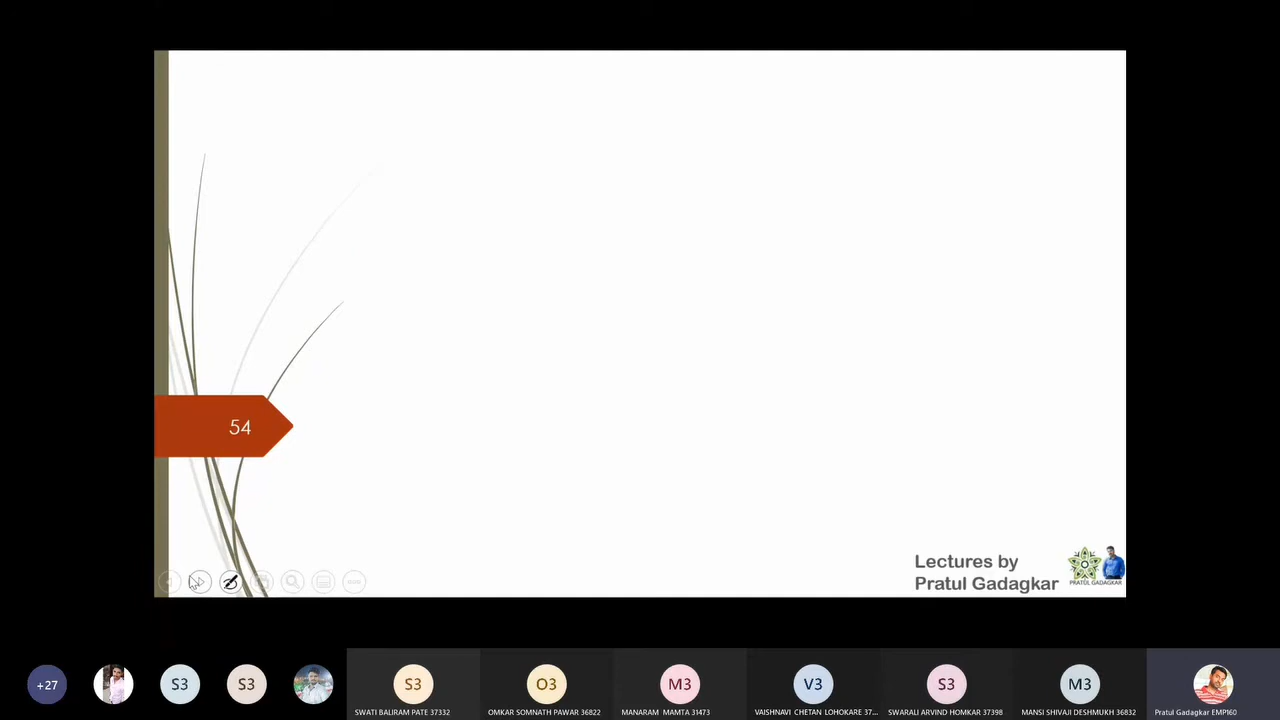 54
Lectures by
Pratul Gadagkar
PRATUL GADAGKAR
+27
S3
S3
S3
O3
M3
V3
S3
M3
SWATI BALIRAM PATE 37332
OMKAR SOMNATH PAWAR 36822
MANARAM MAMTA 31473
VAISHNAVI CHETAN LOHOKARE 37...
SWARALI ARVIND HOMKAR 37398
MANSI SHIVAJI DESHMUKH 36832
Pratul Gadagkar EMP160